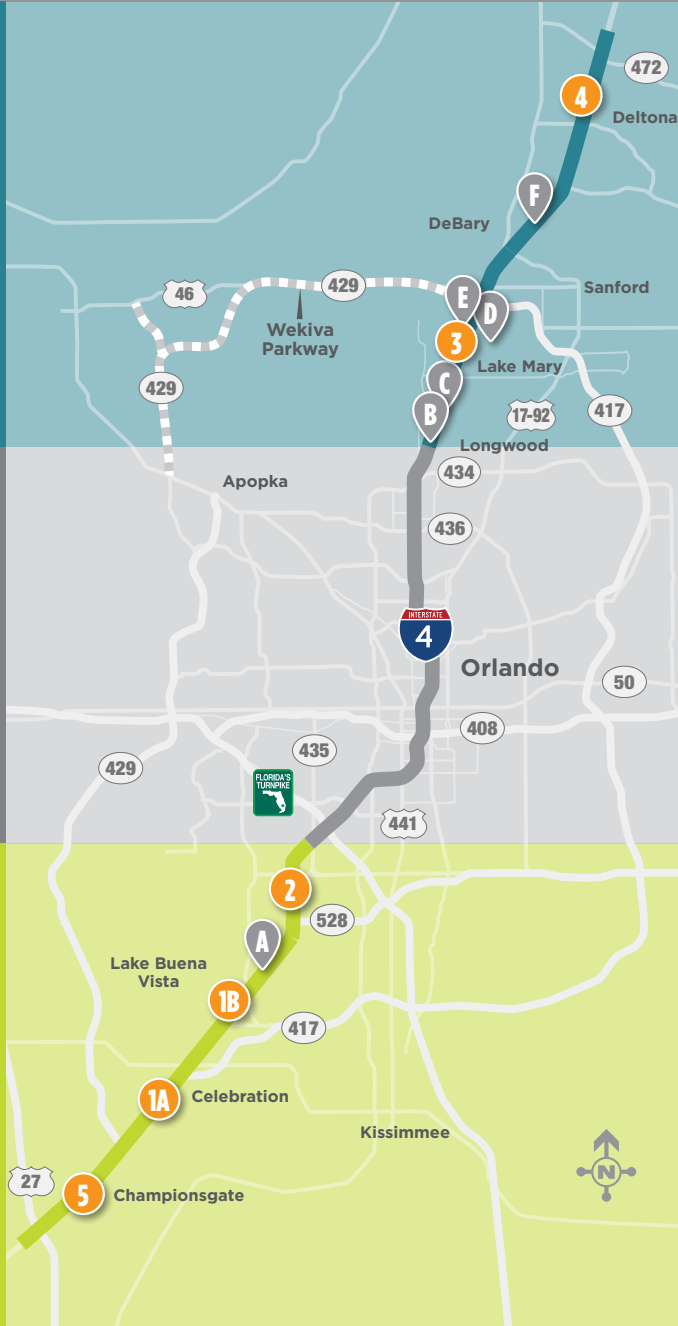 472
4
Deltona
F
DeBary
429
46
E
Sanford
D
Wekiva
Parkway
3
Lake Mary
C
429
B
17-92
417
Longwood
434
Apopka
436
INTERSTATE
4
Orlando
50
408
435
429
FLORIDA'S
TURNPIKE
441
2
528
A
Lake Buena
Vista
1B
417
1A
Celebration
Kissimmee
N
27
5
Championsgate